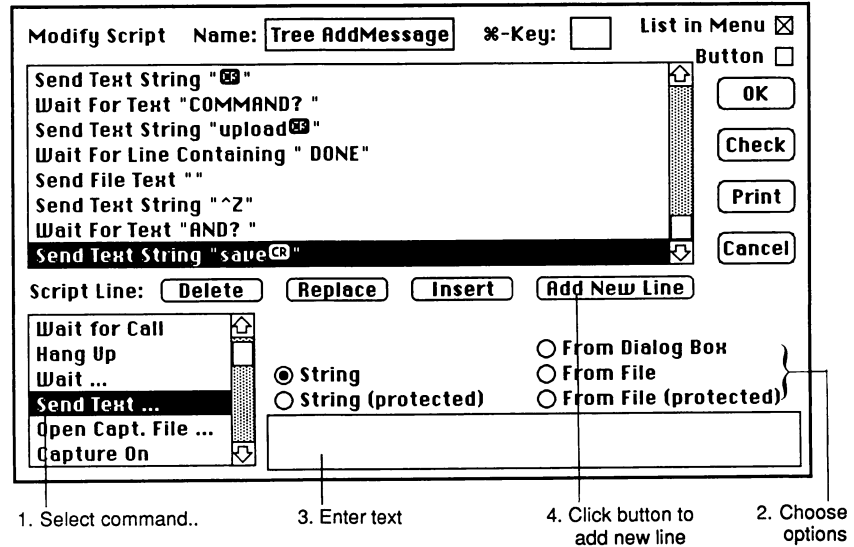 Modify Script Name: Tree AddMessage ⌘-Key: List in Menu
Button
Send Text String "CR"
Wait For Text "COMMAND? "
Send Text String "uploadCR"
Wait For Line Containing " DONE"
Send File Text ""
Send Text String "^Z"
Wait For Text "AND? "
Send Text String "saveCR"
OK
Check
Print
Cancel
Script Line: Delete Replace Insert Add New Line
Wait for Call
Hang Up
Wait ...
Send Text ...
Open Capt. File ...
Capture On
String
String (protected)
From Dialog Box
From File
From File (protected)
1. Select command..
3. Enter text
4. Click button to
add new line
2. Choose
options